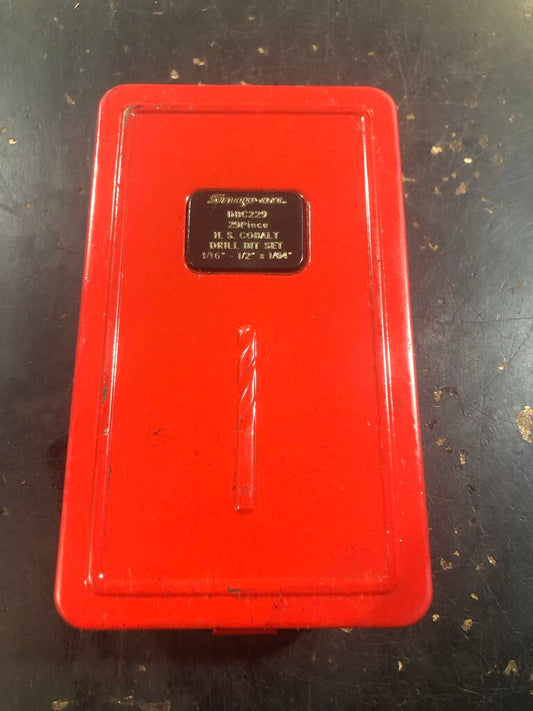 Snap-on
DBC229
29Piece
H. S. COBALT
DRILL BIT SET
1/16" - 1/2" x 1/64"